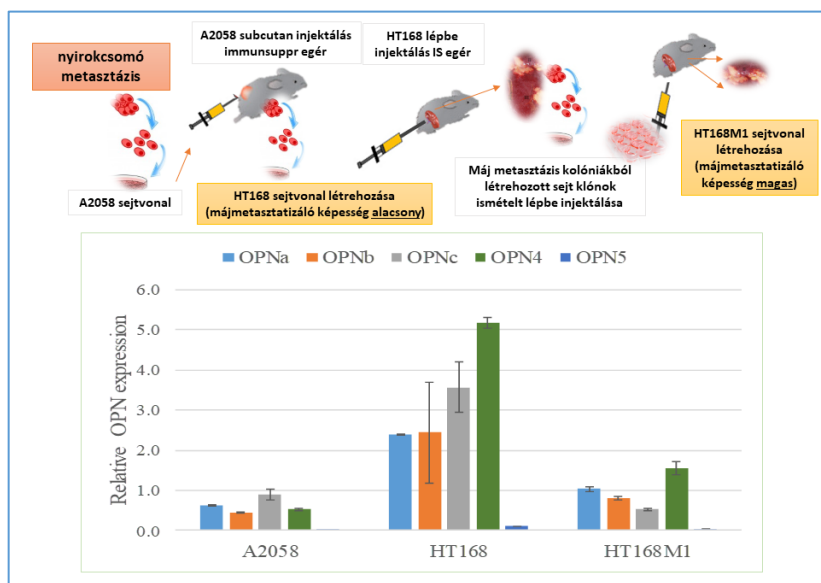 nyirokcsomó
metasztázis
A2058 subcutan injektálás
immunsuppr egér
HT168 lépbe
injektálás IS egér
A2058 sejtvonal
HT168 sejtvonal létrehozása
(májmetasztatizáló képesség alacsony)
Máj metasztázis kolóniákból
létrehozott sejt klónok
ismételt lépbe injektálása
HT168M1 sejtvonal
létrehozása
(májmetasztatizáló
képesség magas)
OPNa OPNb OPNc OPN4 OPN5
Relative OPN expression
6.0
5.0
4.0
3.0
2.0
1.0
0.0
A2058 HT168 HT168M1